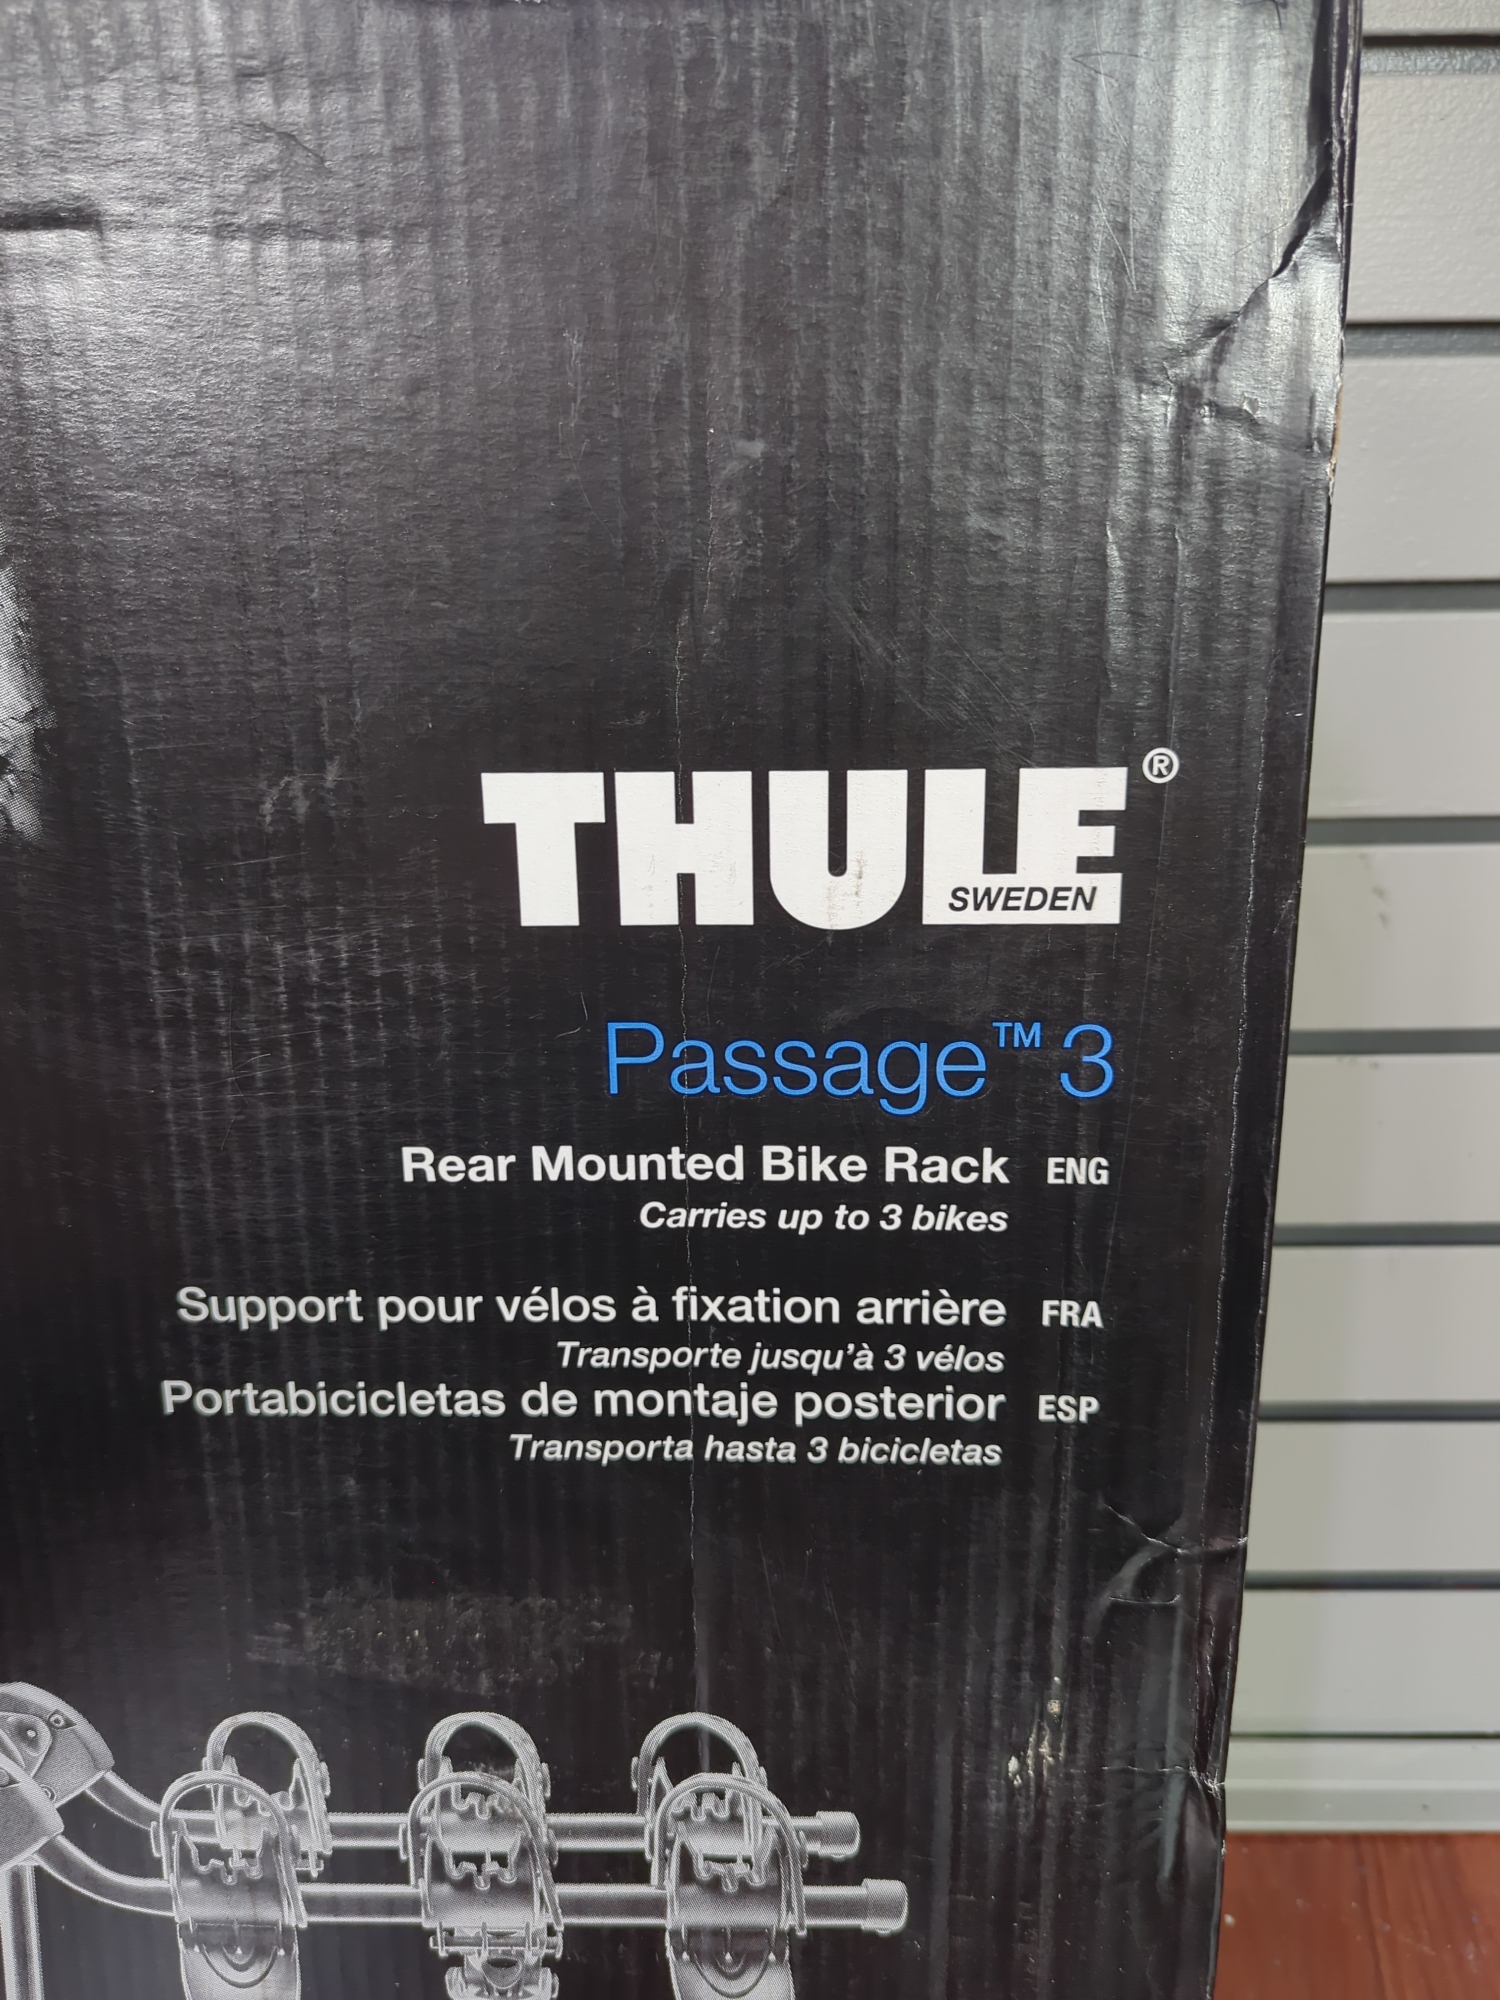 THULE®
SWEDEN
Passage™ 3
Rear Mounted Bike Rack ENG
Carries up to 3 bikes
Support pour vélos à fixation arrière FRA
Transporte jusqu'à 3 vélos
Portabicicletas de montaje posterior ESP
Transporta hasta 3 bicicletas